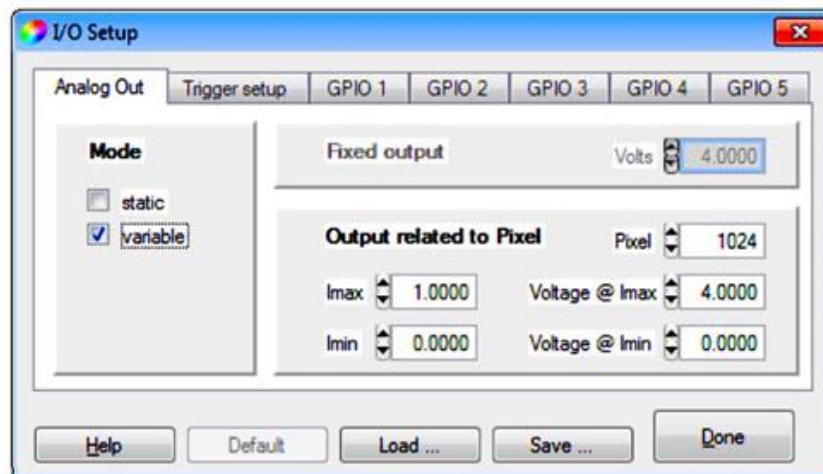 I/O Setup
Analog Out Trigger setup GPIO 1 GPIO 2 GPIO 3 GPIO 4 GPIO 5
Mode
static
variable
Fixed output Volts 4.0000
Output related to Pixel Pixel 1024
Imax 1.0000 Voltage @ Imax 4.0000
Imin 0.0000 Voltage @ Imin 0.0000
Help Default Load ... Save ... Done